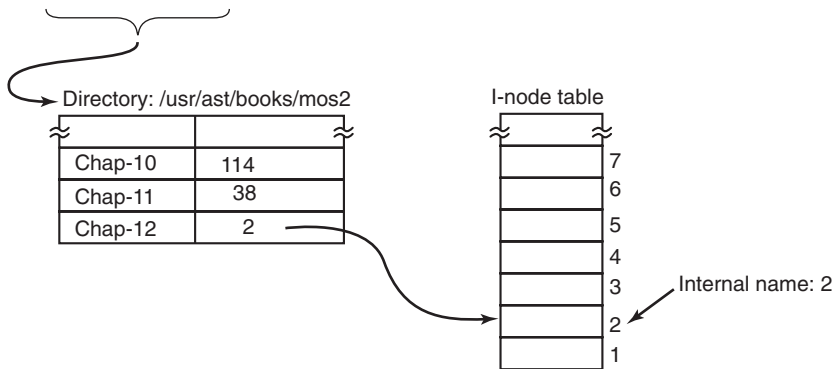 Directory: /usr/ast/books/mos2
Chap-10 114
Chap-11 38
Chap-12 2
I-node table
7
6
5
4
3
2
1
Internal name: 2